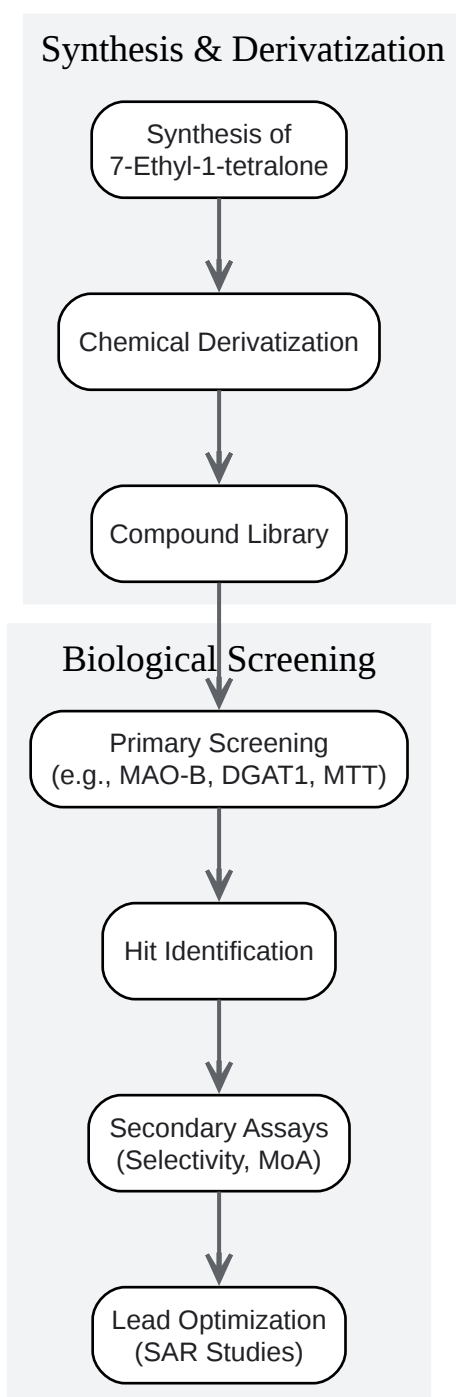 Synthesis & Derivatization
Synthesis of
7-Ethyl-1-tetralone
Chemical Derivatization
Compound Library
Biological Screening
Primary Screening
(e.g., MAO-B, DGAT1, MTT)
Hit Identification
Secondary Assays
(Selectivity, MoA)
Lead Optimization
(SAR Studies)